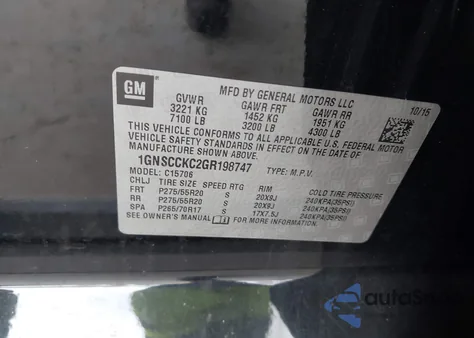 GM
MFD BY GENERAL MOTORS LLC
10/15
GVWR GAWR FRT GAWR RR
3221 KG 1452 KG 1951 KG
7100 LB 3200 LB 4300 LB
THIS VEHICLE CONFORMS TO ALL APPLICABLE U.S. FEDERAL MOTOR
VEHICLE SAFETY AND THEFT PREVENTION STANDARDS IN EFFECT ON
THE DATE OF MANUFACTURE SHOWN ABOVE.
1GNSCCKC2GR198747 TYPE: M.P.V.
MODEL: C15706
CHLJ TIRE SIZE SPEED RTG RIM COLD TIRE PRESSURE
FRT P275/55R20 S 20X9J 240KPA(35PSI)
RR P275/55R20 S 20X9J 240KPA(35PSI)
SPA P265/70R17 17X7.5J 240KPA(35PSI)
SEE OWNER'S MANUAL FOR ADDITIONAL INFORMATION.